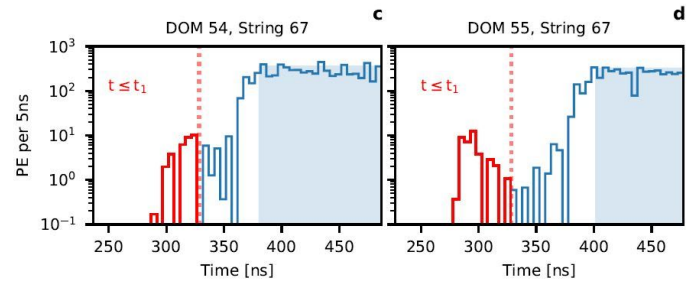 c
DOM 54, String 67
PE per 5ns
10³
10²
10¹
10⁰
10⁻¹
t ≤ t₁
250 300 350 400 450
Time [ns]
d
DOM 55, String 67
t ≤ t₁
250 300 350 400 450
Time [ns]